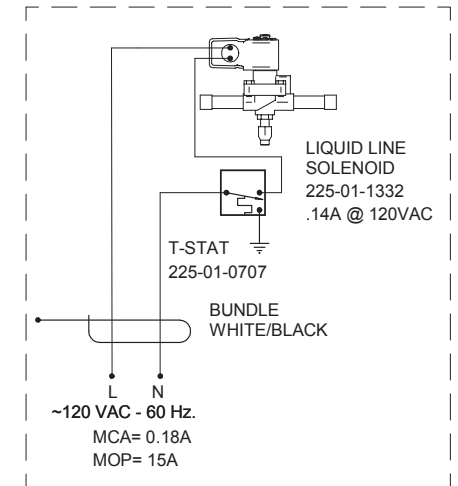 LIQUID LINE
SOLENOID
225-01-1332
.14A @ 120VAC
T-STAT
225-01-0707
BUNDLE
WHITE/BLACK
L N
~120 VAC - 60 Hz.
MCA= 0.18A
MOP= 15A